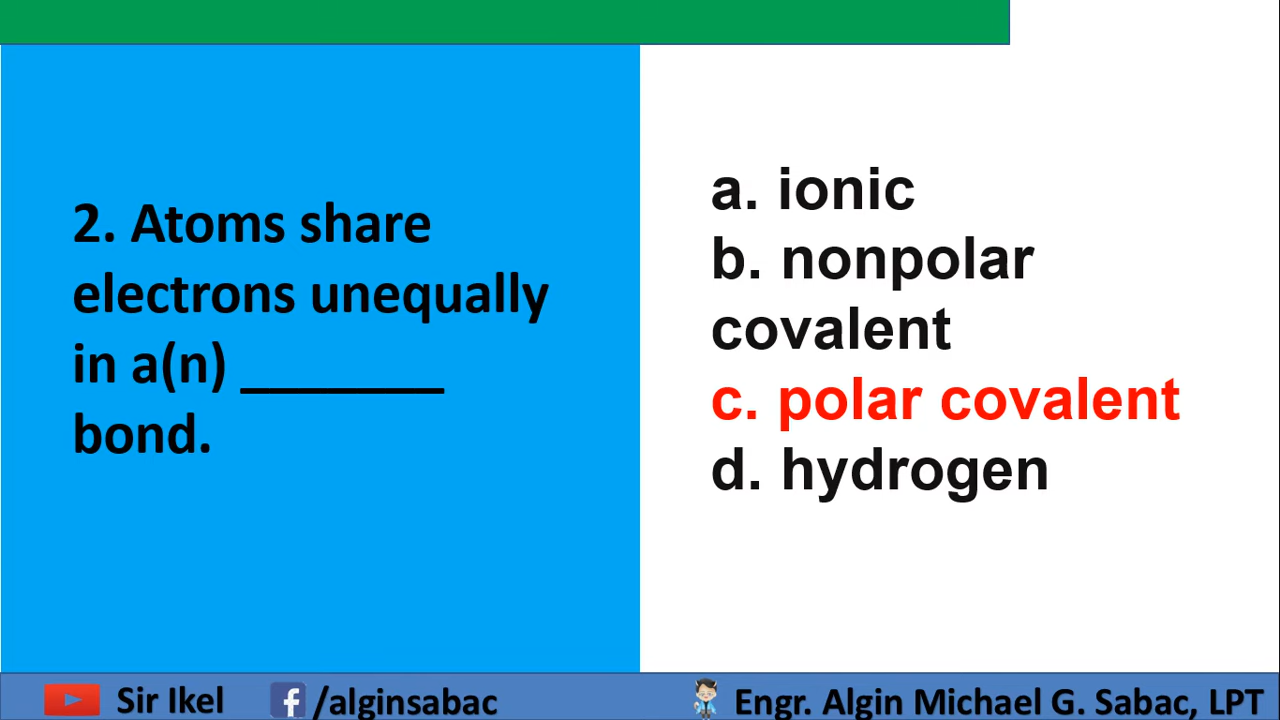 2. Atoms share
electrons unequally
in a(n) _______
bond.
a. ionic
b. nonpolar
covalent
c. polar covalent
d. hydrogen
Sir Ikel
f /alginsabac
Engr. Algin Michael G. Sabac, LPT